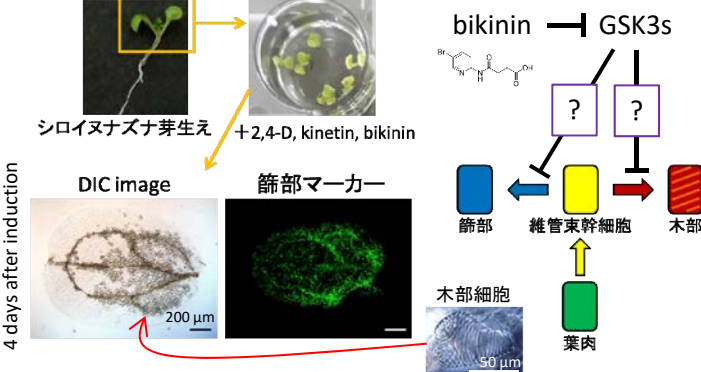 シロイヌナズナ芽生え
＋2,4-D, kinetin, bikinin
4 days after induction
DIC image
篩部マーカー
200 μm
木部細胞
50 μm
bikinin
GSK3s
Br
N
N
H
O
O
OH
?
?
篩部
維管束幹細胞
木部
葉肉